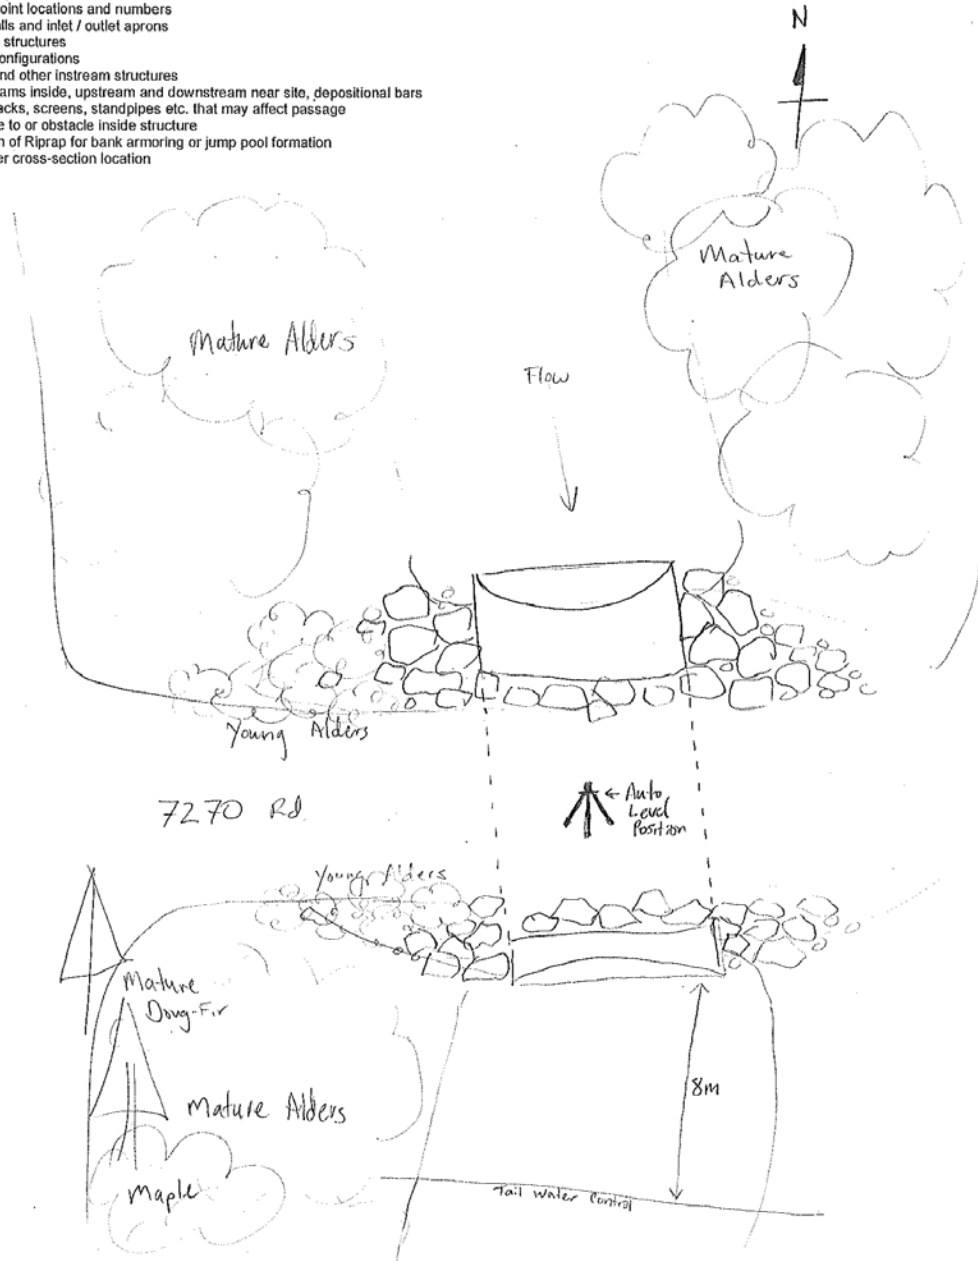 oint locations and numbers
lls and inlet / outlet aprons
structures
onfigurations
nd other instream structures
ams inside, upstream and downstream near site, depositional bars
acks, screens, standpipes etc. that may affect passage
e to or obstacle inside structure
n of Riprap for bank armoring or jump pool formation
er cross-section location
N
Mature
Alders
Mature Alders
Flow
Young Alders
7270 Rd.
← Auto
Level
Position
Young Alders
Mature
Doug-Fir
8m
Mature Alders
Maple
Tail water Control